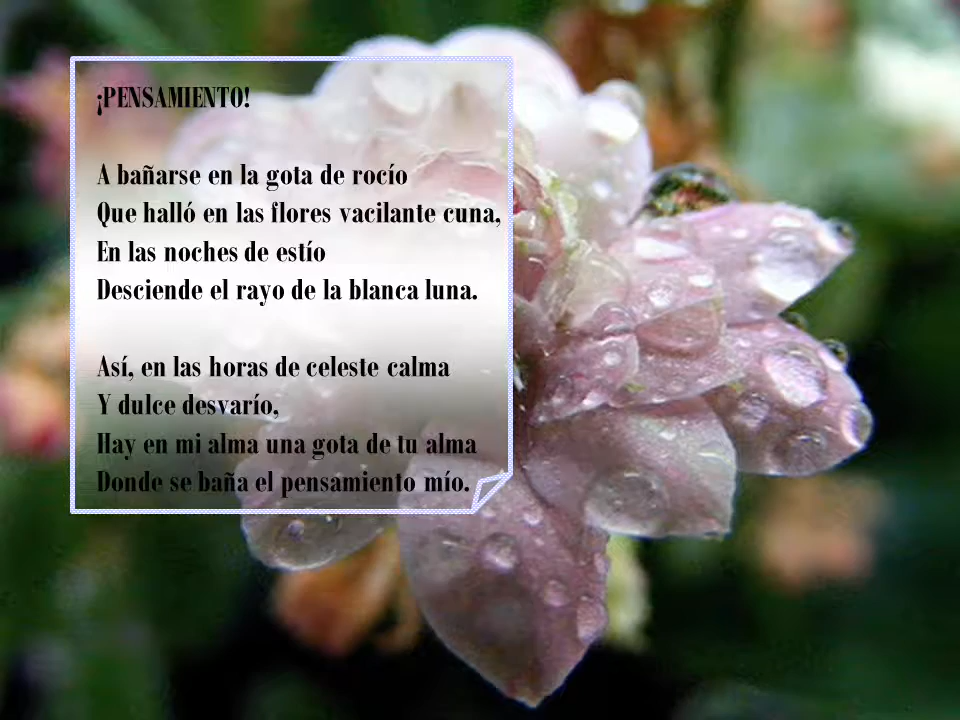 ¡PENSAMIENTO!
A bañarse en la gota de rocío
Que halló en las flores vacilante cuna,
En las noches de estío
Desciende el rayo de la blanca luna.
Así, en las horas de celeste calma
Y dulce desvarío,
Hay en mi alma una gota de tu alma
Donde se baña el pensamiento mío.